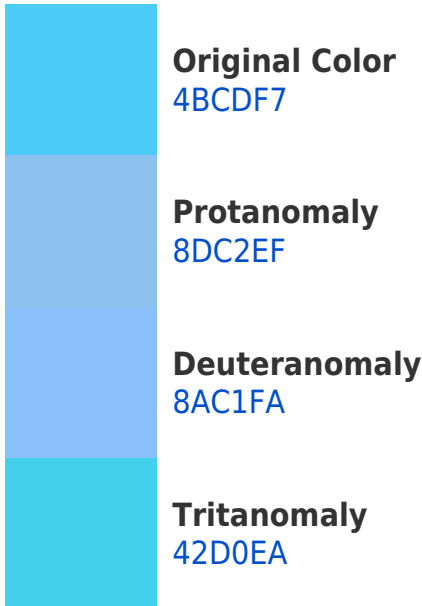 Original Color
4BCDF7
Protanomaly
8DC2EF
Deuteranomaly
8AC1FA
Tritanomaly
42D0EA